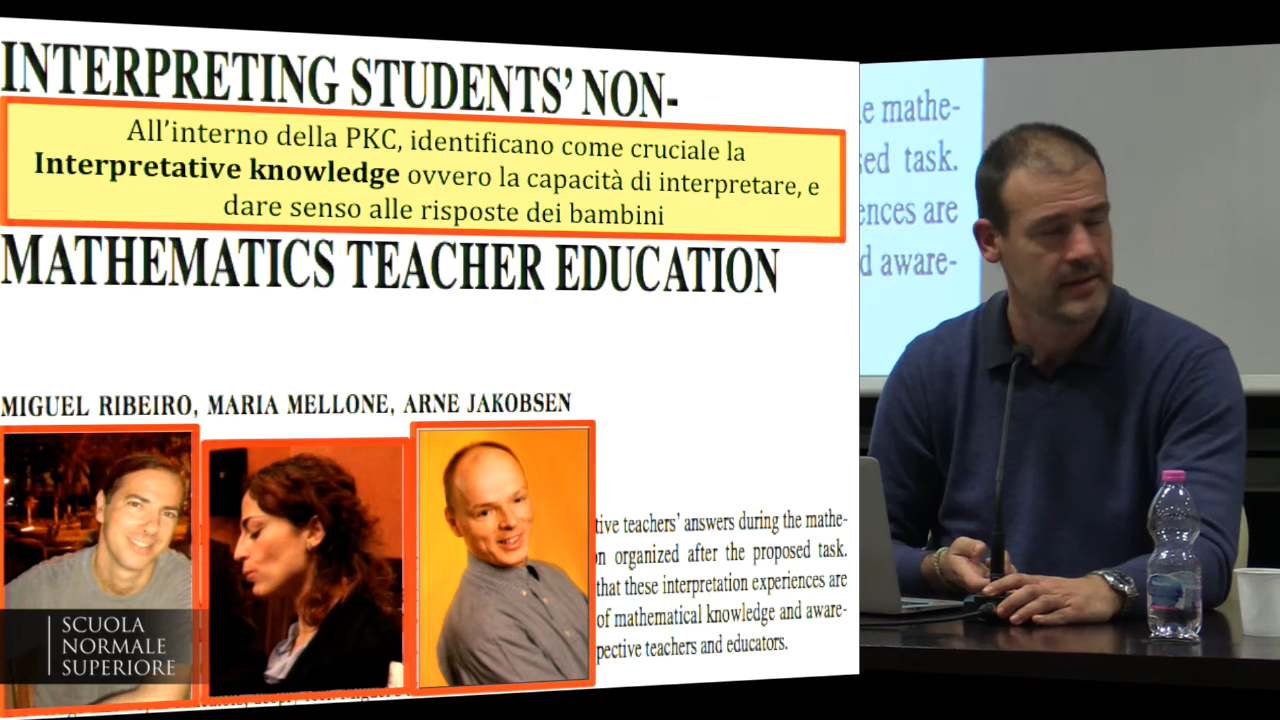 INTERPRETING STUDENTS' NON-
All'interno della PKC, identificano come cruciale la
Interpretative knowledge ovvero la capacità di interpretare, e
dare senso alle risposte dei bambini
MATHEMATICS TEACHER EDUCATION
MIGUEL RIBEIRO, MARIA MELLONE, ARNE JAKOBSEN
tive teachers' answers during the mathe-
n organized after the proposed task.
that these interpretation experiences are
of mathematical knowledge and aware-
pective teachers and educators.
SCUOLA
NORMALE
SUPERIORE
e mathe-
sed task.
ences are
d aware-